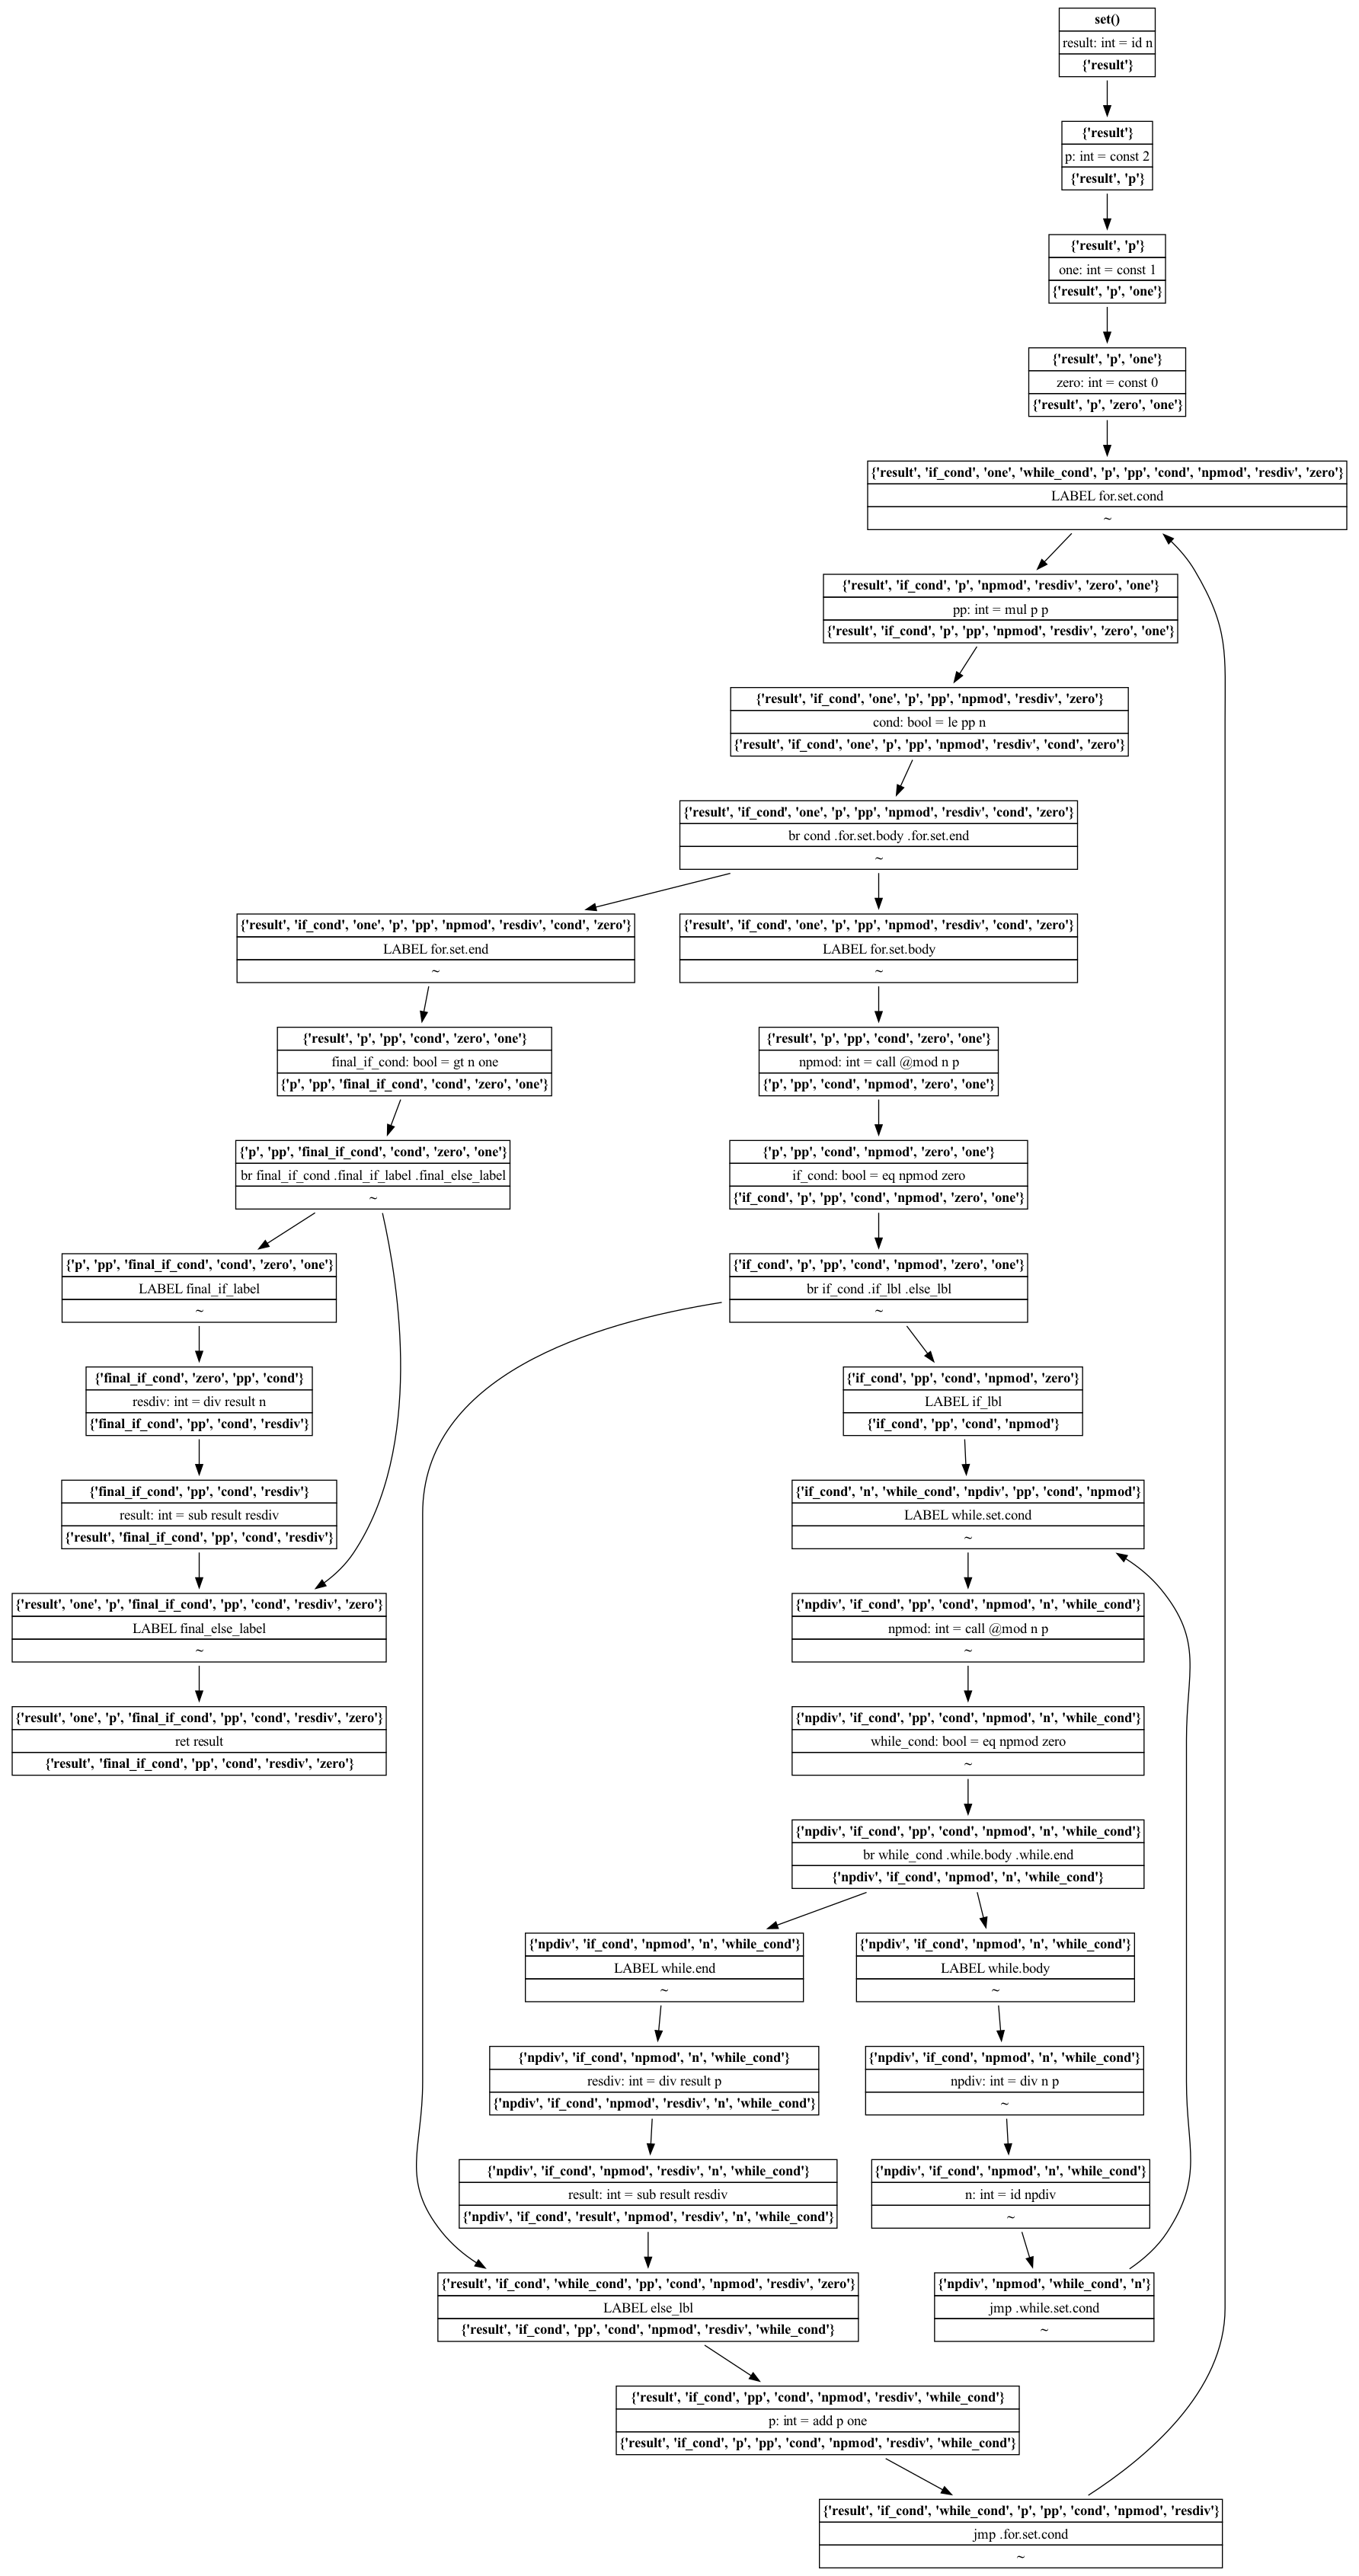 set()
result: int = id n
{'result'}
{'result'}
p: int = const 2
{'result', 'p'}
{'result', 'p'}
one: int = const 1
{'result', 'p', 'one'}
{'result', 'p', 'one'}
zero: int = const 0
{'result', 'p', 'zero', 'one'}
{'result', 'if_cond', 'one', 'while_cond', 'p', 'pp', 'cond', 'npmod', 'resdiv', 'zero'}
LABEL for.set.cond
~
{'result', 'if_cond', 'p', 'npmod', 'resdiv', 'zero', 'one'}
pp: int = mul p p
{'result', 'if_cond', 'p', 'pp', 'npmod', 'resdiv', 'zero', 'one'}
{'result', 'if_cond', 'one', 'p', 'pp', 'npmod', 'resdiv', 'zero'}
cond: bool = le pp n
{'result', 'if_cond', 'one', 'p', 'pp', 'npmod', 'resdiv', 'cond', 'zero'}
{'result', 'if_cond', 'one', 'p', 'pp', 'npmod', 'resdiv', 'cond', 'zero'}
br cond .for.set.body .for.set.end
~
{'result', 'if_cond', 'one', 'p', 'pp', 'npmod', 'resdiv', 'cond', 'zero'}
LABEL for.set.end
~
{'result', 'if_cond', 'one', 'p', 'pp', 'npmod', 'resdiv', 'cond', 'zero'}
LABEL for.set.body
~
{'result', 'p', 'pp', 'cond', 'zero', 'one'}
final_if_cond: bool = gt n one
{'p', 'pp', 'final_if_cond', 'cond', 'zero', 'one'}
{'result', 'p', 'pp', 'cond', 'zero', 'one'}
npmod: int = call @mod n p
{'p', 'pp', 'cond', 'npmod', 'zero', 'one'}
{'p', 'pp', 'final_if_cond', 'cond', 'zero', 'one'}
br final_if_cond .final_if_label .final_else_label
~
{'p', 'pp', 'cond', 'npmod', 'zero', 'one'}
if_cond: bool = eq npmod zero
{'if_cond', 'p', 'pp', 'cond', 'npmod', 'zero', 'one'}
{'p', 'pp', 'final_if_cond', 'cond', 'zero', 'one'}
LABEL final_if_label
~
{'if_cond', 'p', 'pp', 'cond', 'npmod', 'zero', 'one'}
br if_cond .if_lbl .else_lbl
~
{'final_if_cond', 'zero', 'pp', 'cond'}
resdiv: int = div result n
{'final_if_cond', 'pp', 'cond', 'resdiv'}
{'if_cond', 'pp', 'cond', 'npmod', 'zero'}
LABEL if_lbl
{'if_cond', 'pp', 'cond', 'npmod'}
{'final_if_cond', 'pp', 'cond', 'resdiv'}
result: int = sub result resdiv
{'result', 'final_if_cond', 'pp', 'cond', 'resdiv'}
{'if_cond', 'n', 'while_cond', 'npdiv', 'pp', 'cond', 'npmod'}
LABEL while.set.cond
~
{'result', 'one', 'p', 'final_if_cond', 'pp', 'cond', 'resdiv', 'zero'}
LABEL final_else_label
~
{'npdiv', 'if_cond', 'pp', 'cond', 'npmod', 'n', 'while_cond'}
npmod: int = call @mod n p
~
{'result', 'one', 'p', 'final_if_cond', 'pp', 'cond', 'resdiv', 'zero'}
ret result
{'result', 'final_if_cond', 'pp', 'cond', 'resdiv', 'zero'}
{'npdiv', 'if_cond', 'pp', 'cond', 'npmod', 'n', 'while_cond'}
while_cond: bool = eq npmod zero
~
{'npdiv', 'if_cond', 'pp', 'cond', 'npmod', 'n', 'while_cond'}
br while_cond .while.body .while.end
{'npdiv', 'if_cond', 'npmod', 'n', 'while_cond'}
{'npdiv', 'if_cond', 'npmod', 'n', 'while_cond'}
LABEL while.end
~
{'npdiv', 'if_cond', 'npmod', 'n', 'while_cond'}
LABEL while.body
~
{'npdiv', 'if_cond', 'npmod', 'n', 'while_cond'}
resdiv: int = div result p
{'npdiv', 'if_cond', 'npmod', 'resdiv', 'n', 'while_cond'}
{'npdiv', 'if_cond', 'npmod', 'n', 'while_cond'}
npdiv: int = div n p
~
{'npdiv', 'if_cond', 'npmod', 'resdiv', 'n', 'while_cond'}
result: int = sub result resdiv
{'npdiv', 'if_cond', 'result', 'npmod', 'resdiv', 'n', 'while_cond'}
{'npdiv', 'if_cond', 'npmod', 'n', 'while_cond'}
n: int = id npdiv
~
{'result', 'if_cond', 'while_cond', 'pp', 'cond', 'npmod', 'resdiv', 'zero'}
LABEL else_lbl
{'result', 'if_cond', 'pp', 'cond', 'npmod', 'resdiv', 'while_cond'}
{'npdiv', 'npmod', 'while_cond', 'n'}
jmp .while.set.cond
~
{'result', 'if_cond', 'pp', 'cond', 'npmod', 'resdiv', 'while_cond'}
p: int = add p one
{'result', 'if_cond', 'p', 'pp', 'cond', 'npmod', 'resdiv', 'while_cond'}
{'result', 'if_cond', 'while_cond', 'p', 'pp', 'cond', 'npmod', 'resdiv'}
jmp .for.set.cond
~